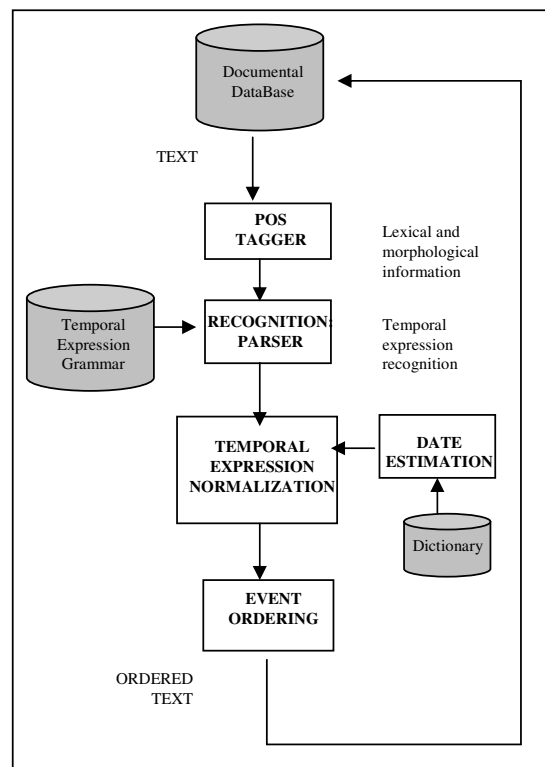 Documental
DataBase
TEXT
POS
TAGGER
Lexical and
morphological
information
Temporal
Expression
Grammar
RECOGNITION:
PARSER
Temporal
expression
recognition
TEMPORAL
EXPRESSION
NORMALIZATION
DATE
ESTIMATION
Dictionary
EVENT
ORDERING
ORDERED
TEXT